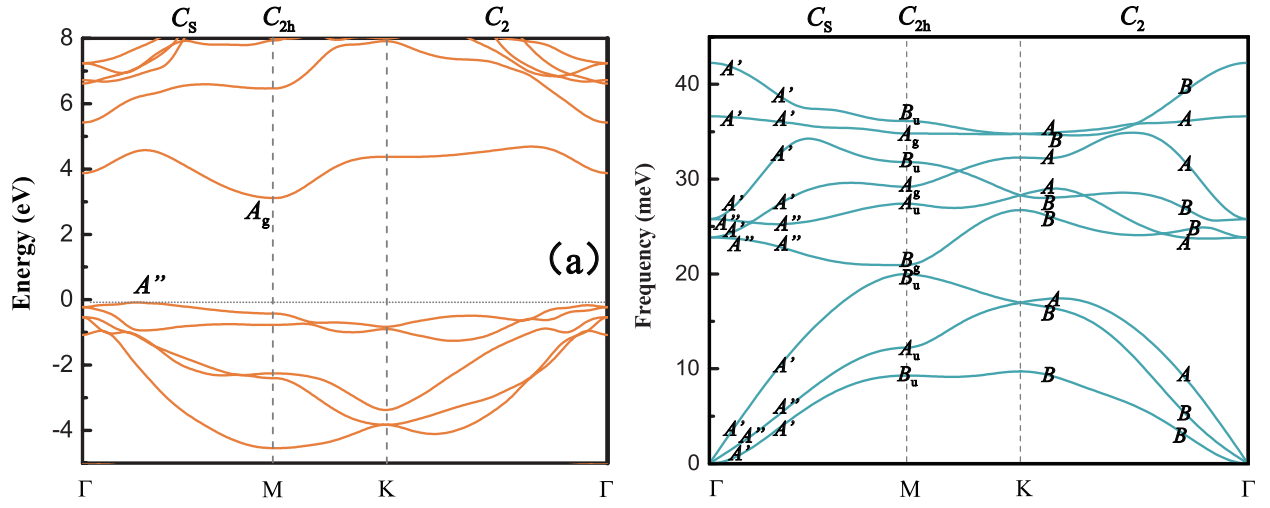 C_S C_2h C_2
8
6
4
2
0
-2
-4
Energy (eV)
A_g
A″
(a)
Γ M K Γ
C_S C_2h C_2
40
30
20
10
0
Frequency (meV)
A′ A′ B_u B
A′ A′ A_g A B A
A′ A′ B_u A A
A′ A′ A_g A B
A″ A″ A_u B B
A″ A″ B_g B A
B_u A
A′ A′ B A
A″ A″ A_u B
A′ A′ B_u B B
Γ M K Γ